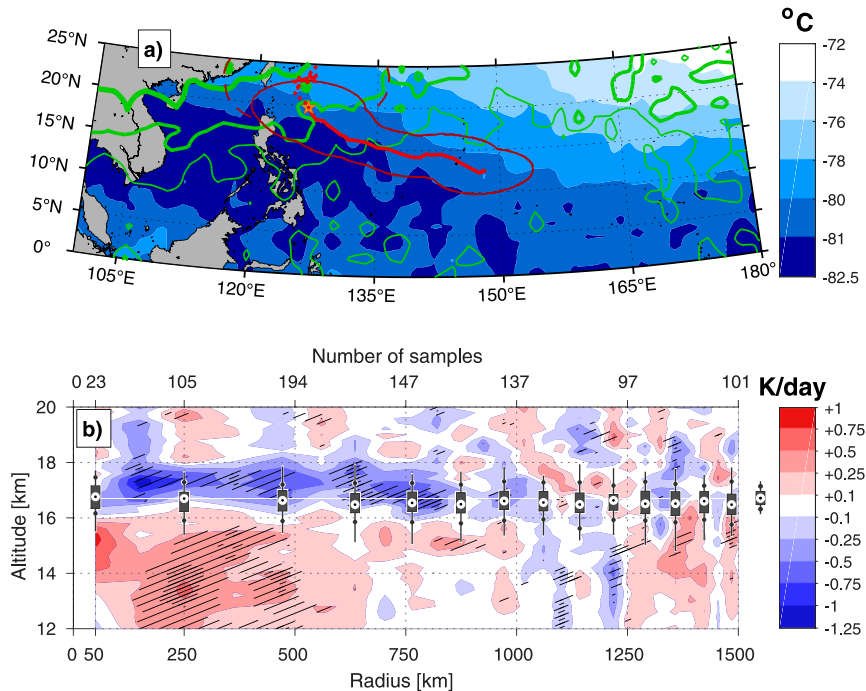 °C
25°N
a)
20°N
15°N
10°N
5°N
0°
105°E
120°E
135°E
150°E
165°E
180°
-72
-74
-76
-78
-80
-81
-82.5
Number of samples
0 23 105 194 147 137 97 101
K/day
b)
20
18
16
14
12
Altitude [km]
0 50 250 500 750 1000 1250 1500
Radius [km]
+1
+0.75
+0.5
+0.25
+0.1
-0.1
-0.25
-0.5
-0.75
-1
-1.25